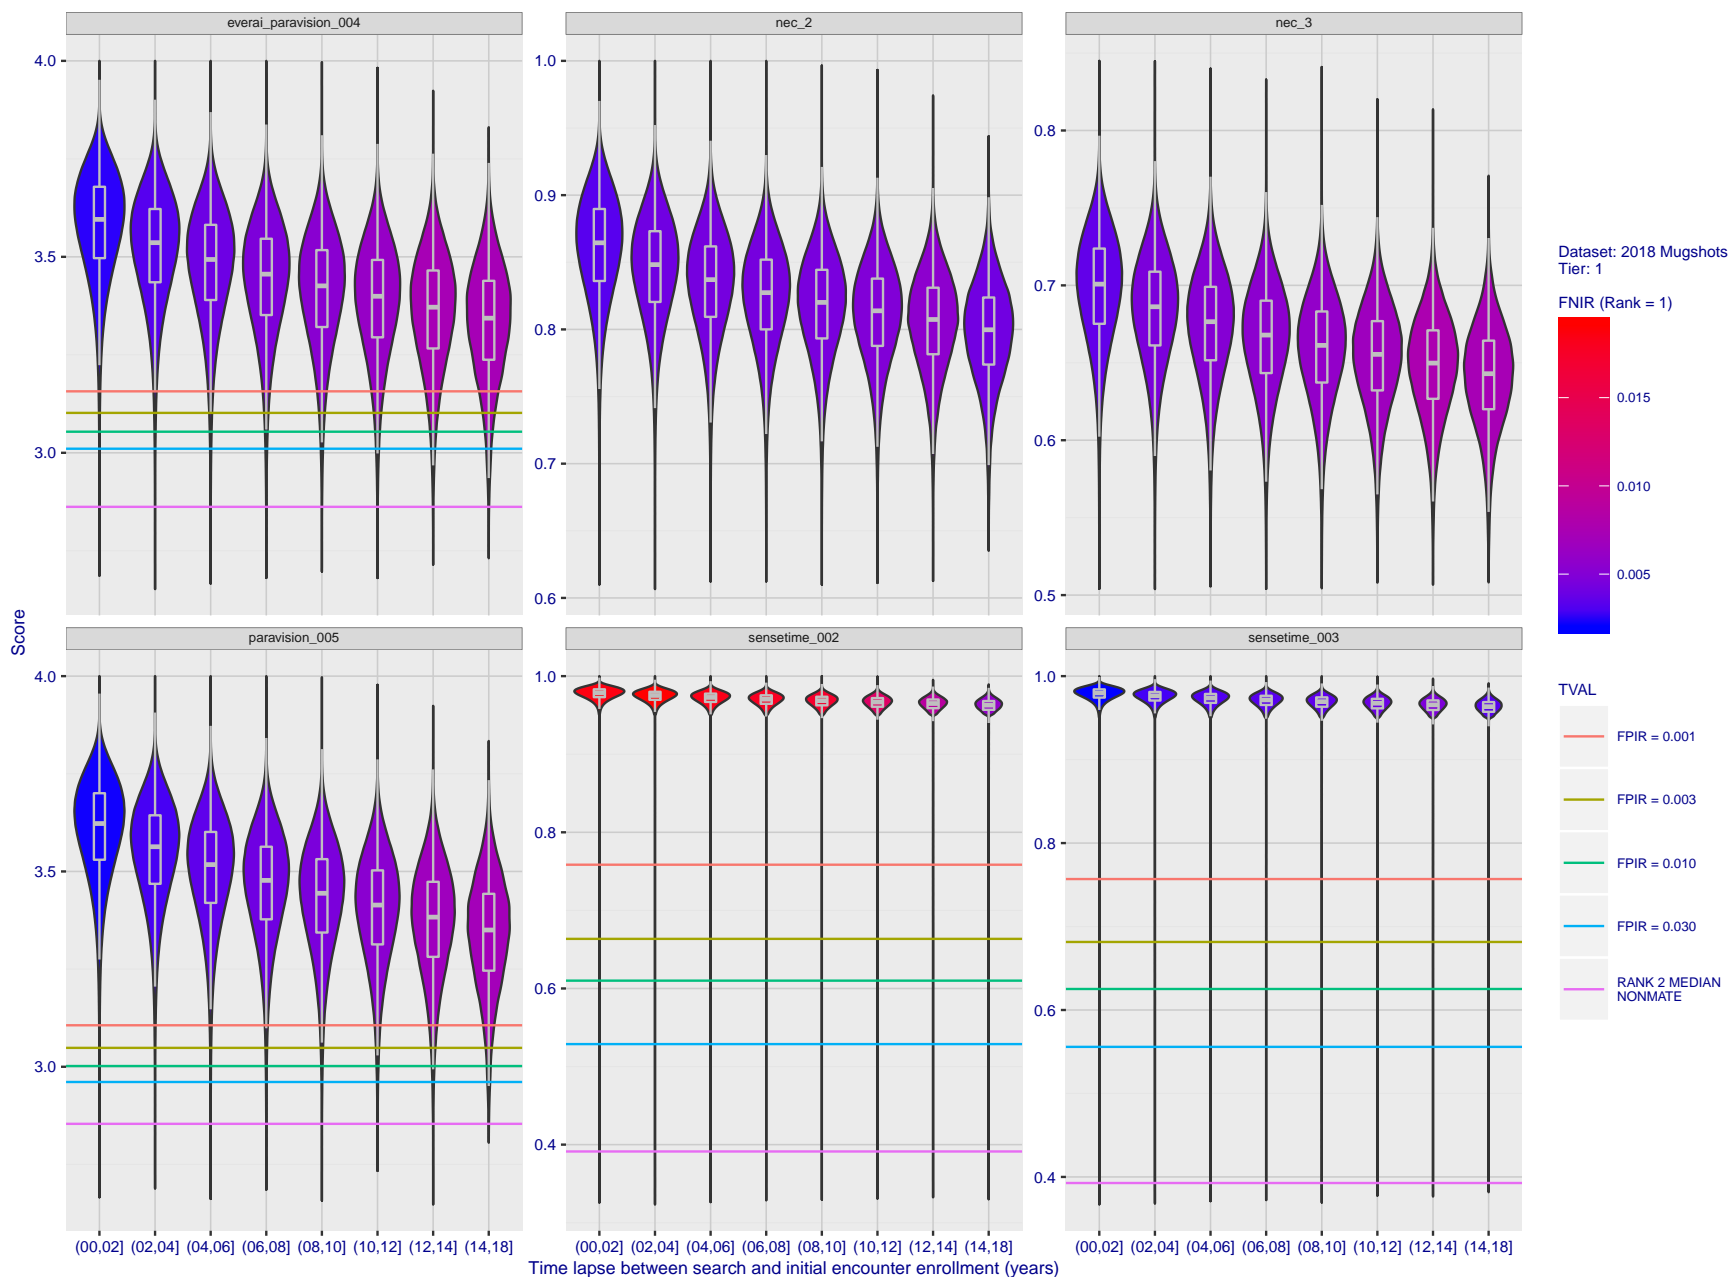 everai_paravision_004
nec_2
nec_3
4.0
3.5
3.0
1.0
0.9
0.8
0.7
0.6
0.8
0.7
0.6
0.5
Score
paravision_005
sensetime_002
sensetime_003
4.0
3.5
3.0
1.0
0.8
0.6
0.4
1.0
0.8
0.6
0.4
(00,02] (02,04] (04,06] (06,08] (08,10] (10,12] (12,14] (14,18]
(00,02] (02,04] (04,06] (06,08] (08,10] (10,12] (12,14] (14,18]
(00,02] (02,04] (04,06] (06,08] (08,10] (10,12] (12,14] (14,18]
Time lapse between search and initial encounter enrollment (years)
Dataset: 2018 Mugshots
Tier: 1
FNIR (Rank = 1)
0.015
0.010
0.005
TVAL
FPIR = 0.001
FPIR = 0.003
FPIR = 0.010
FPIR = 0.030
RANK 2 MEDIAN
NONMATE